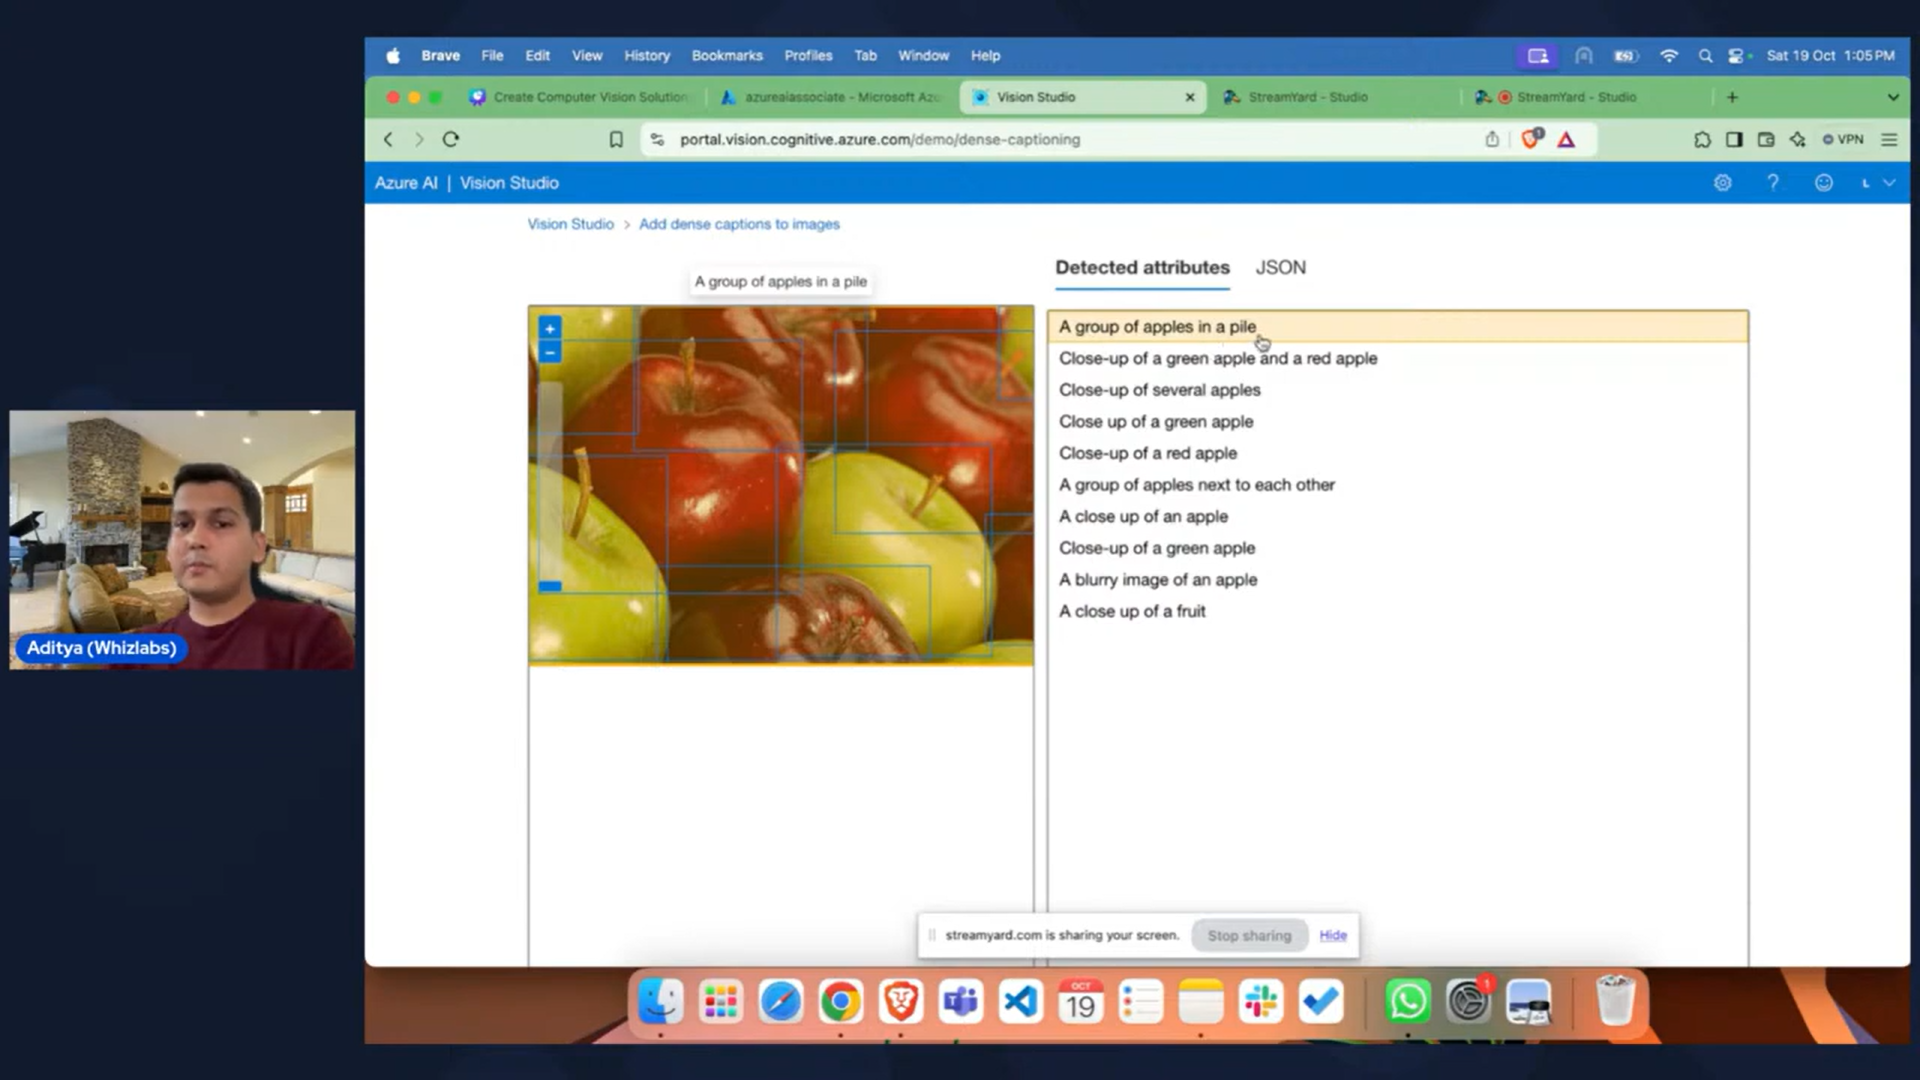 Brave File Edit View History Bookmarks Profiles Tab Window Help Sat 19 Oct 1:05 PM
Create Computer Vision Solution azureaiassociate - Microsoft Azu Vision Studio StreamYard - Studio StreamYard - Studio
portal.vision.cognitive.azure.com/demo/dense-captioning 1 VPN
Azure AI | Vision Studio L
Vision Studio > Add dense captions to images
Detected attributes JSON
A group of apples in a pile
A group of apples in a pile
Close-up of a green apple and a red apple
Close-up of several apples
Close up of a green apple
Close-up of a red apple
A group of apples next to each other
A close up of an apple
Close-up of a green apple
A blurry image of an apple
A close up of a fruit
Aditya (Whizlabs)
streamyard.com is sharing your screen. Stop sharing Hide
OCT
19
1